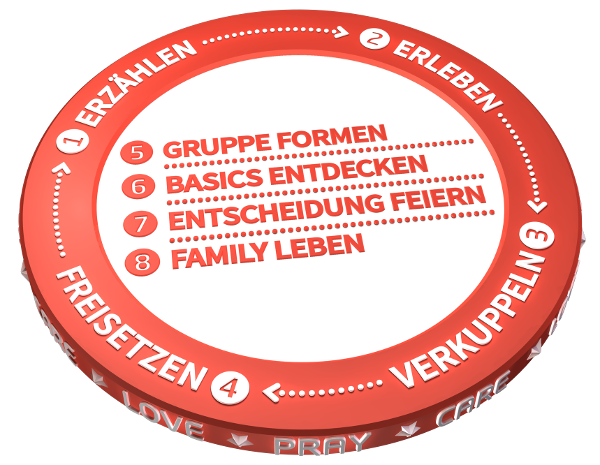 1 ERZÄHLEN
2 ERLEBEN
3 VERKUPPELN
4 FREISETZEN
5 GRUPPE FORMEN
6 BASICS ENTDECKEN
7 ENTSCHEIDUNG FEIERN
8 FAMILY LEBEN
LOVE
PRAY
CARE